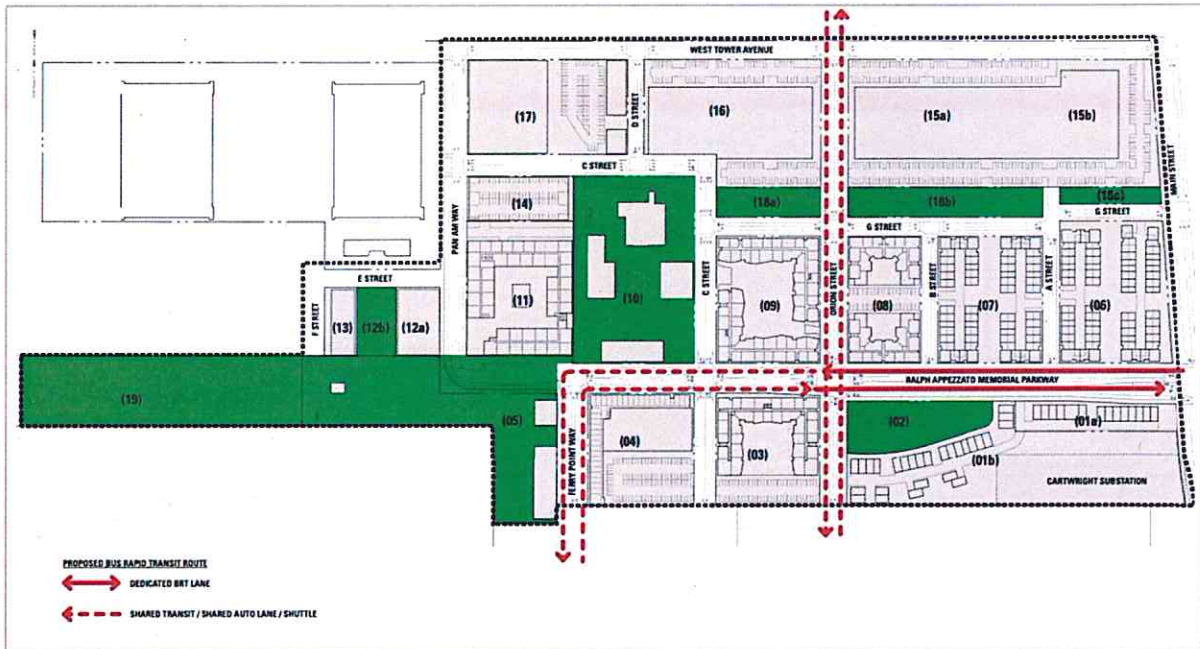 WEST TOWER AVENUE
(17)
D STREET
(16)
(15a)
(15b)
MAIN STREET
C STREET
(14)
PAN AM WAY
(18a)
(18b)
(18c)
G STREET
G STREET
E STREET
(11)
(10)
C STREET
(09)
ORION STREET
(08)
B STREET
(07)
A STREET
(06)
F STREET
(13)
(12b)
(12a)
RALPH APPEZZATO MEMORIAL PARKWAY
(19)
(05)
FERRY POINT WAY
(04)
(03)
(02)
(01a)
(01b)
CARTWRIGHT SUBSTATION
PROPOSED BUS RAPID TRANSIT ROUTE
DEDICATED BRT LANE
SHARED TRANSIT / SHARED AUTO LANE / SHUTTLE